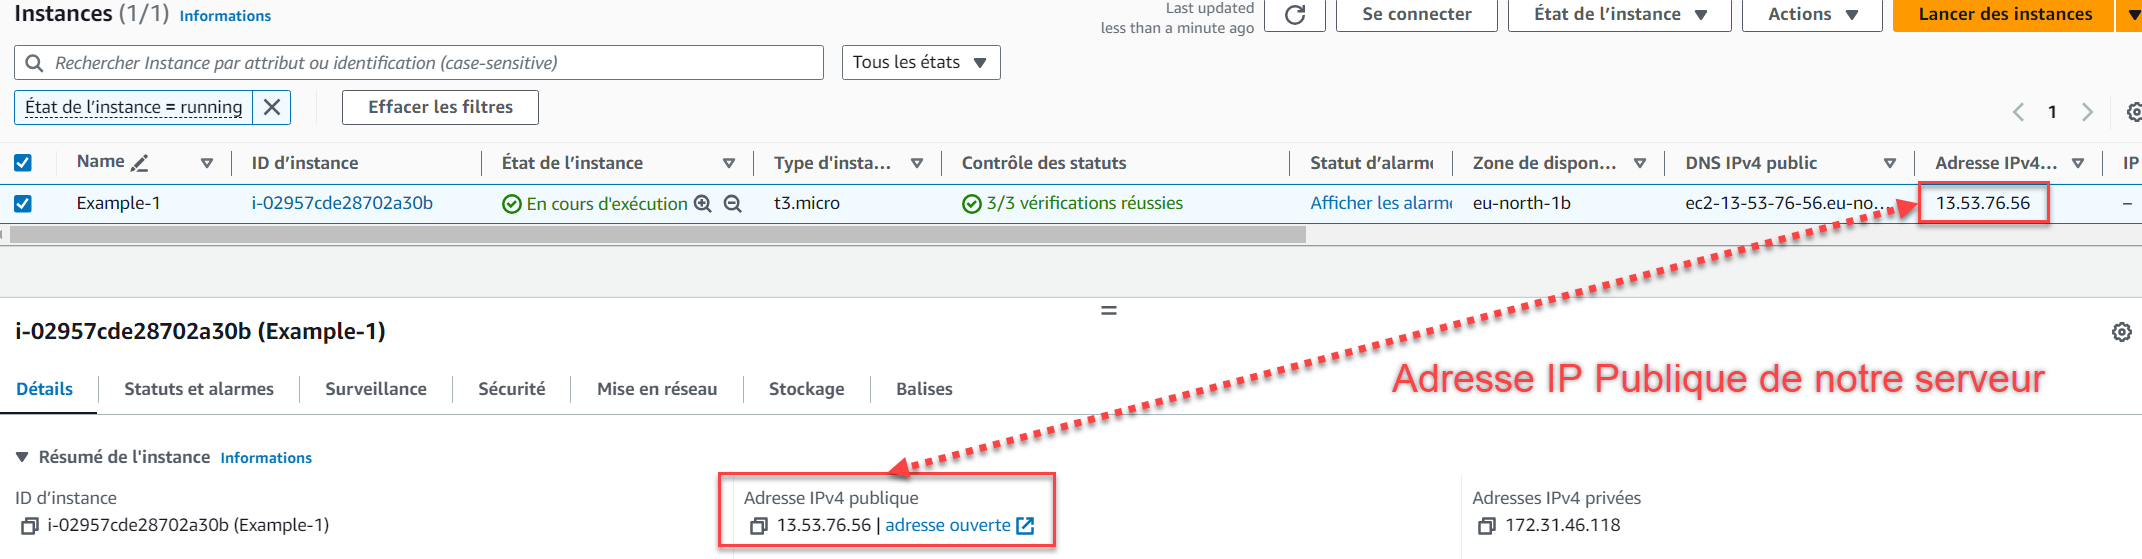 Instances (1/1) Informations
Last updated
less than a minute ago
Se connecter
État de l'instance
Actions
Lancer des instances
Rechercher Instance par attribut ou identification (case-sensitive)
Tous les états
État de l'instance = running
Effacer les filtres
1
Name ID d'instance État de l'instance Type d'insta... Contrôle des statuts Statut d'alarme Zone de dispon... DNS IPv4 public Adresse IPv4... IP
Example-1 i-02957cde28702a30b En cours d'exécution t3.micro 3/3 vérifications réussies Afficher les alarme eu-north-1b ec2-13-53-76-56.eu-no... 13.53.76.56 –
i-02957cde28702a30b (Example-1)
Adresse IP Publique de notre serveur
Détails Statuts et alarmes Surveillance Sécurité Mise en réseau Stockage Balises
Résumé de l'instance Informations
ID d'instance
i-02957cde28702a30b (Example-1)
Adresse IPv4 publique
13.53.76.56 | adresse ouverte
Adresses IPv4 privées
172.31.46.118